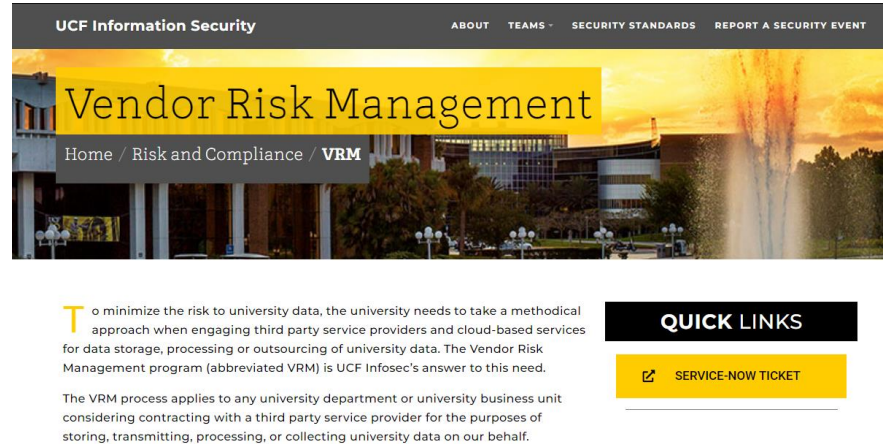 UCF Information Security
ABOUT TEAMS SECURITY STANDARDS REPORT A SECURITY EVENT
Vendor Risk Management
Home / Risk and Compliance / VRM
To minimize the risk to university data, the university needs to take a methodical
approach when engaging third party service providers and cloud-based services
for data storage, processing or outsourcing of university data. The Vendor Risk
Management program (abbreviated VRM) is UCF Infosec’s answer to this need.
The VRM process applies to any university department or university business unit
considering contracting with a third party service provider for the purposes of
storing, transmitting, processing, or collecting university data on our behalf.
QUICK LINKS
SERVICE-NOW TICKET